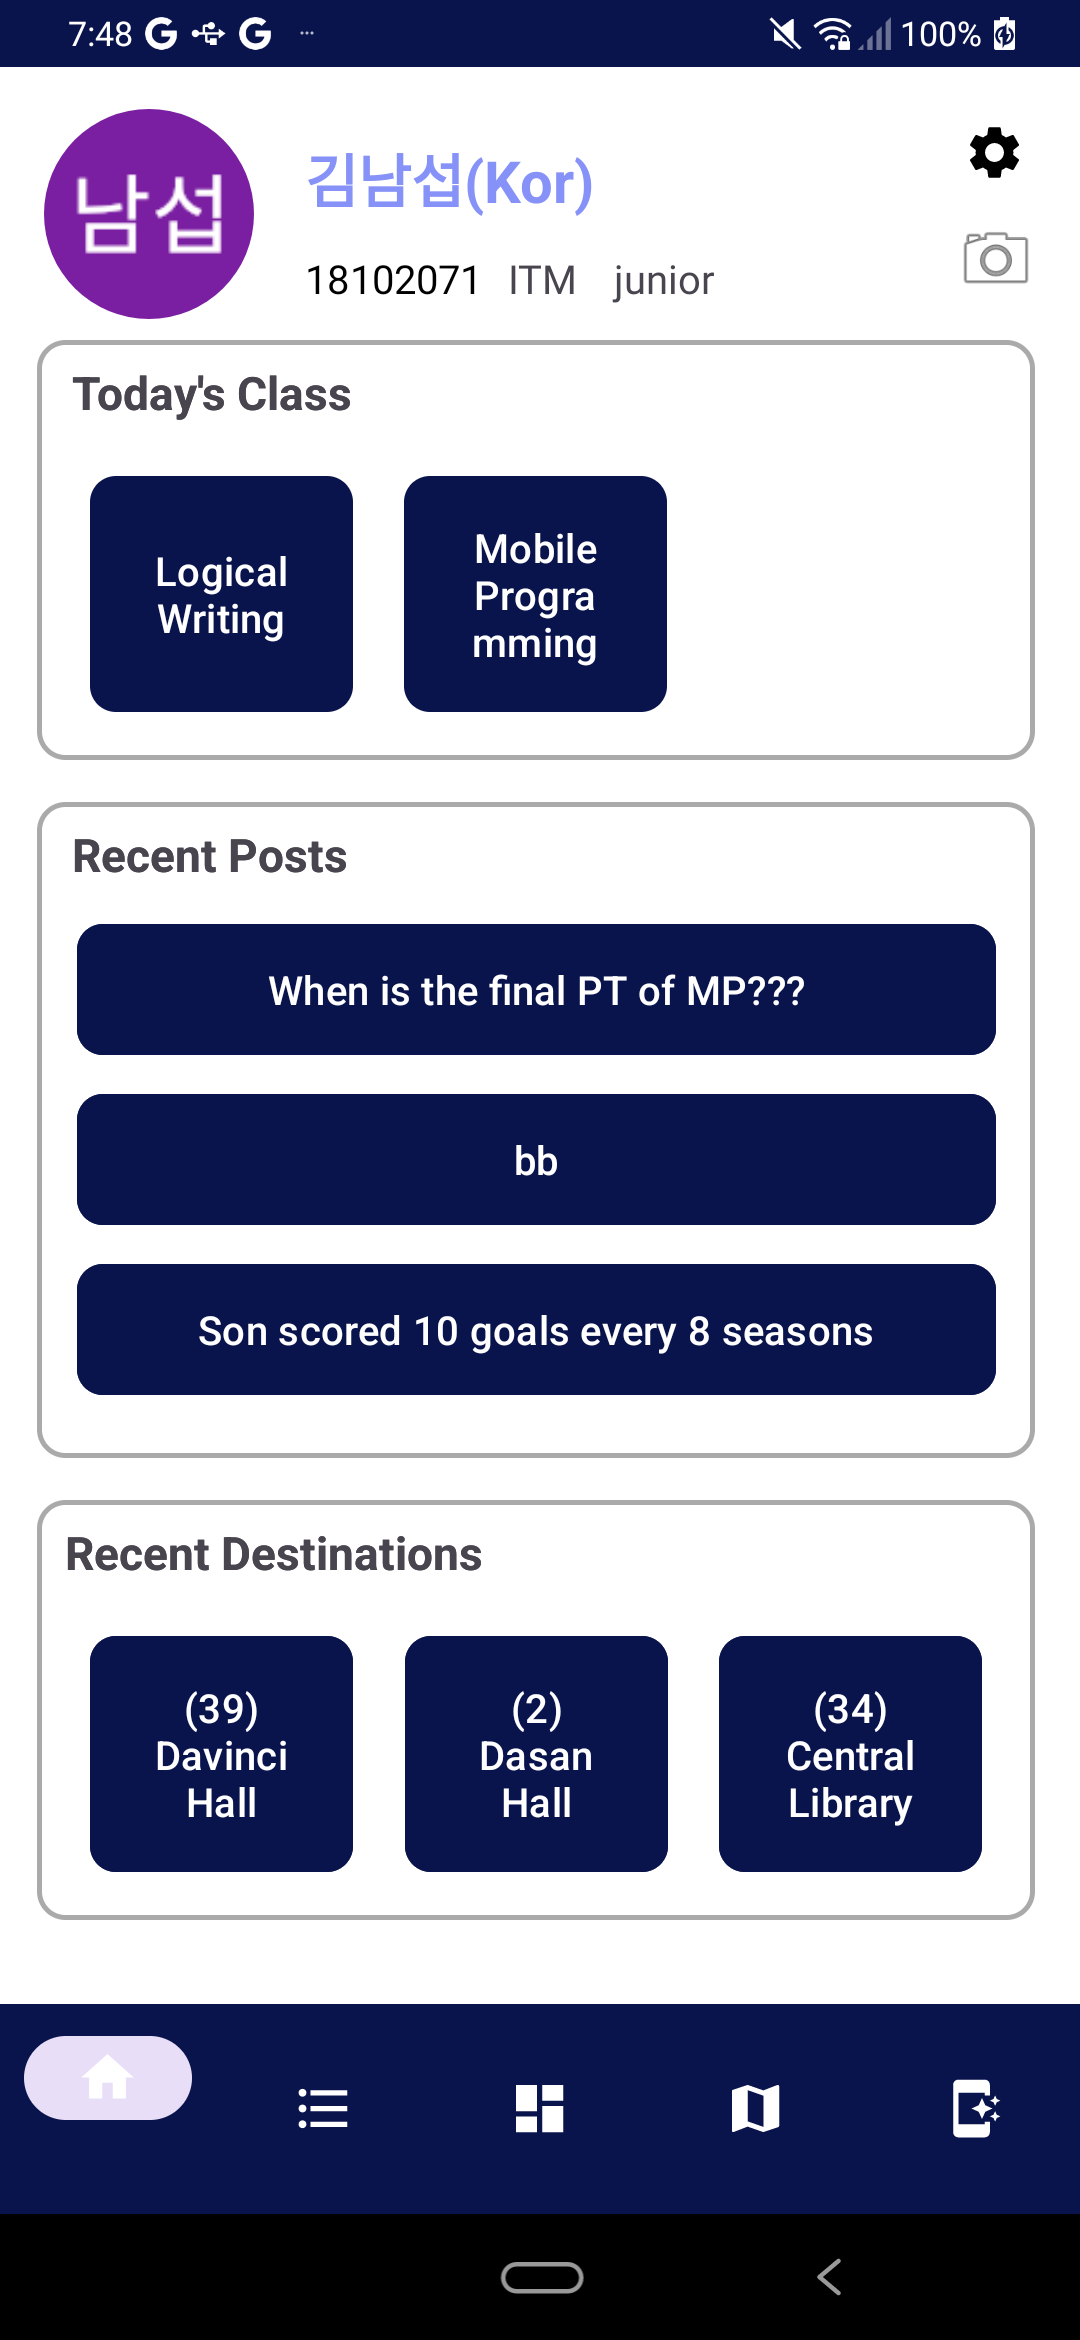 7:48 G G ... 100%
남섭
김남섭(Kor)
18102071 ITM junior
Today's Class
Logical
Writing
Mobile
Progra
mming
Recent Posts
When is the final PT of MP???
bb
Son scored 10 goals every 8 seasons
Recent Destinations
(39)
Davinci
Hall
(2)
Dasan
Hall
(34)
Central
Library